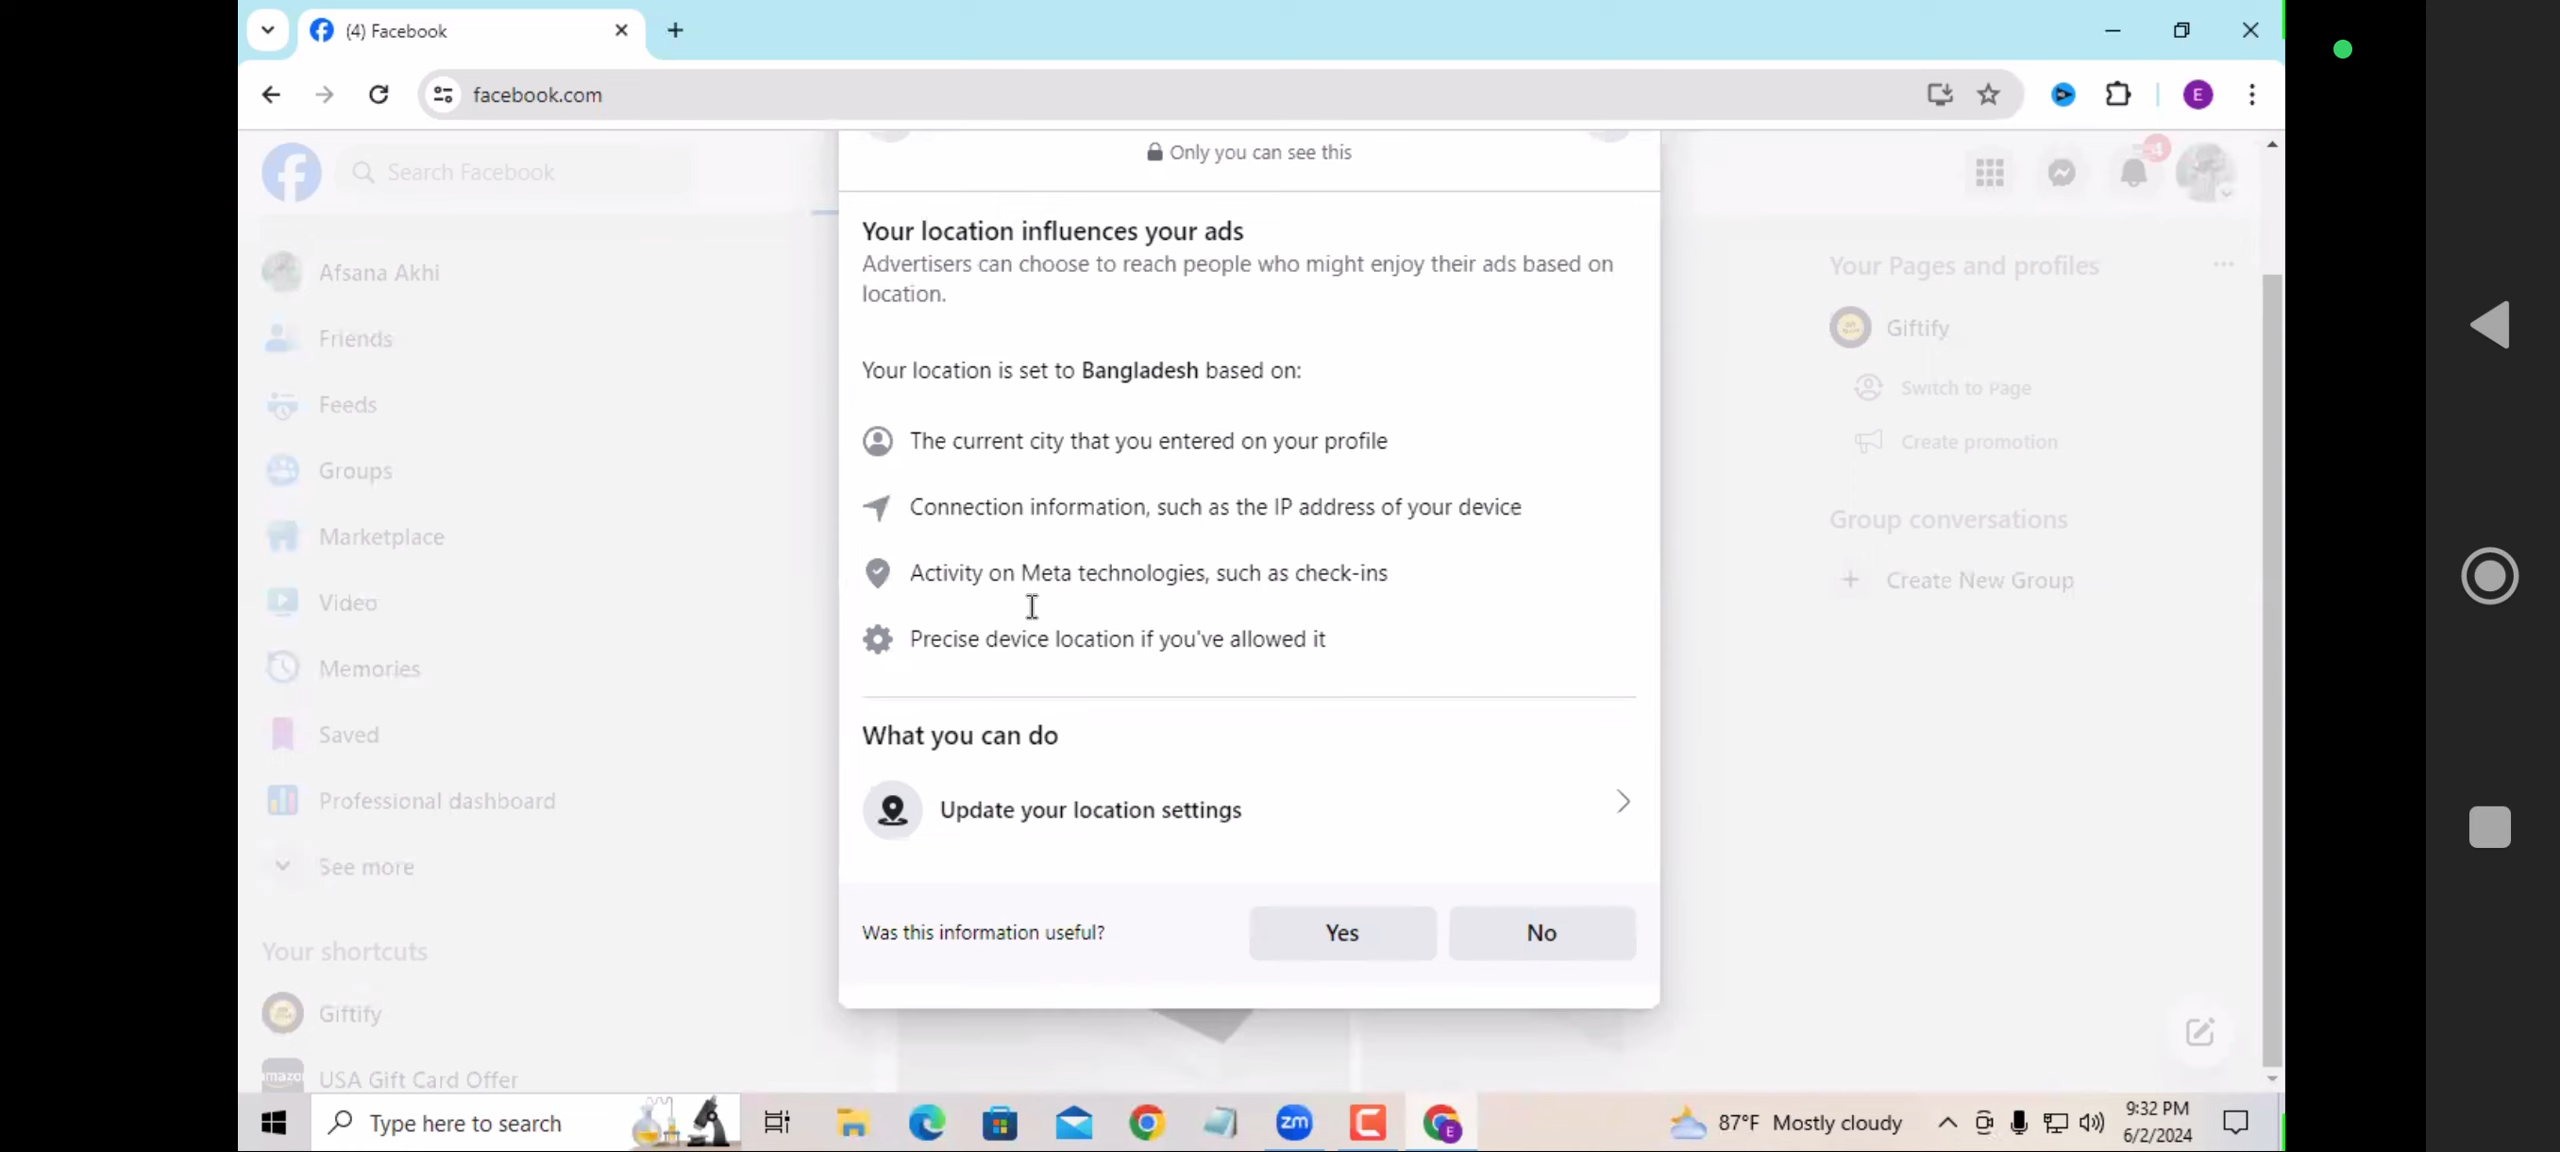 (4) Facebook
facebook.com
Only you can see this
Search Facebook
4
Your location influences your ads
Advertisers can choose to reach people who might enjoy their ads based on
location.
Your location is set to Bangladesh based on:
The current city that you entered on your profile
Connection information, such as the IP address of your device
Activity on Meta technologies, such as check-ins
Precise device location if you've allowed it
What you can do
Update your location settings
Was this information useful?
Yes
No
Afsana Akhi
Friends
Feeds
Groups
Marketplace
Video
Memories
Saved
Professional dashboard
See more
Your shortcuts
Giftify
amazon
USA Gift Card Offer
Your Pages and profiles
Giftify
Switch to Page
Create promotion
Group conversations
Create New Group
E
Type here to search
zm
E
87°F Mostly cloudy
9:32 PM
6/2/2024